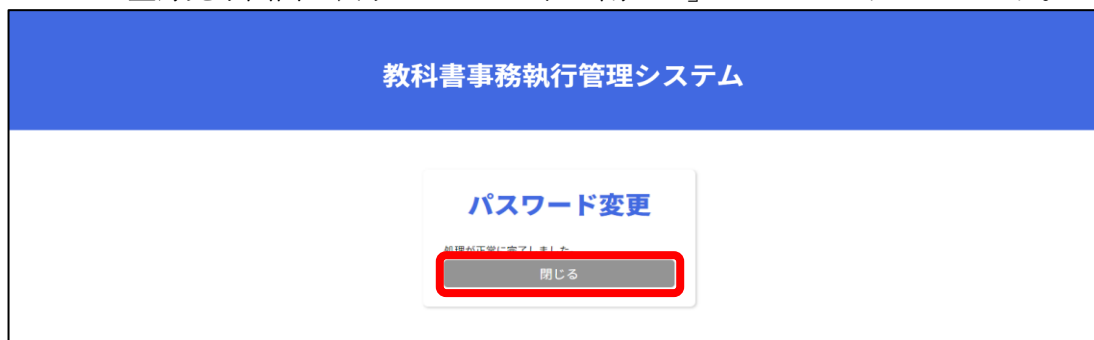 教科書事務執行管理システム
パスワード変更
処理が正常に完了しました
閉じる